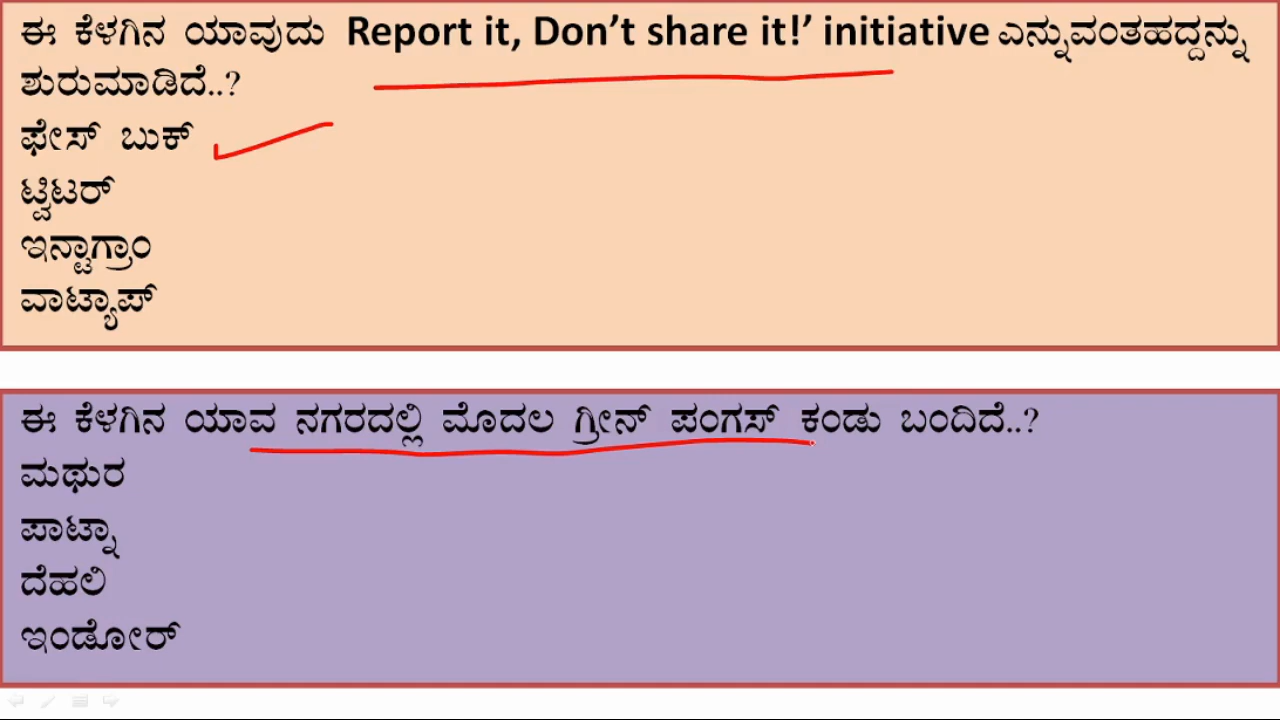 ಈ ಕೆಳಗಿನ ಯಾವುದು Report it, Don’t share it!’ initiative ಎನ್ನುವಂತಹದ್ದನ್ನು
ಶುರುಮಾಡಿದೆ..?
ಫೇಸ್ ಬುಕ್
ಟ್ವಿಟರ್
ಇನ್ಟಾಗ್ರಾಂ
ವಾಟ್ಯಾಪ್
ಈ ಕೆಳಗಿನ ಯಾವ ನಗರದಲ್ಲಿ ಮೊದಲ ಗ್ರೀನ್ ಪಂಗಸ್ ಕಂಡು ಬಂದಿದೆ..?
ಮಥುರ
ಪಾಟ್ನಾ
ದೆಹಲಿ
ಇಂಡೋರ್